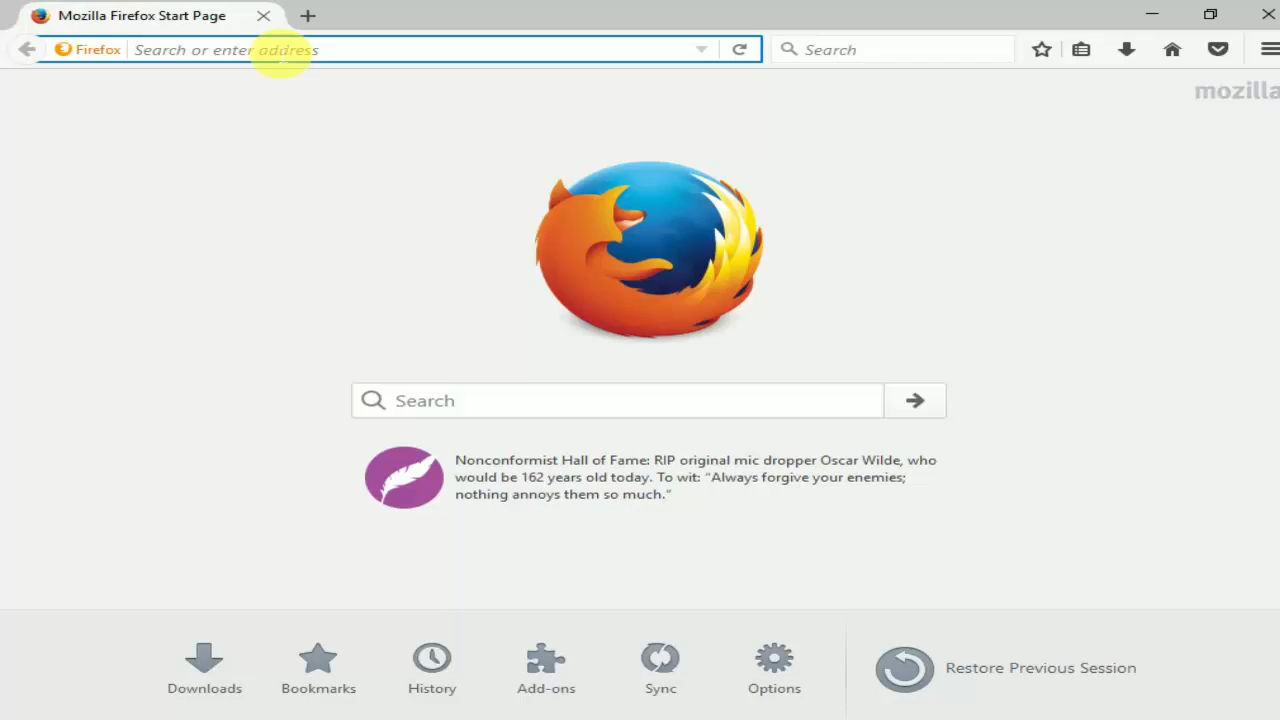 Mozilla Firefox Start Page
Firefox Search or enter address
Search
mozilla
Search
Nonconformist Hall of Fame: RIP original mic dropper Oscar Wilde, who
would be 162 years old today. To wit: “Always forgive your enemies;
nothing annoys them so much.”
Downloads
Bookmarks
History
Add-ons
Sync
Options
Restore Previous Session